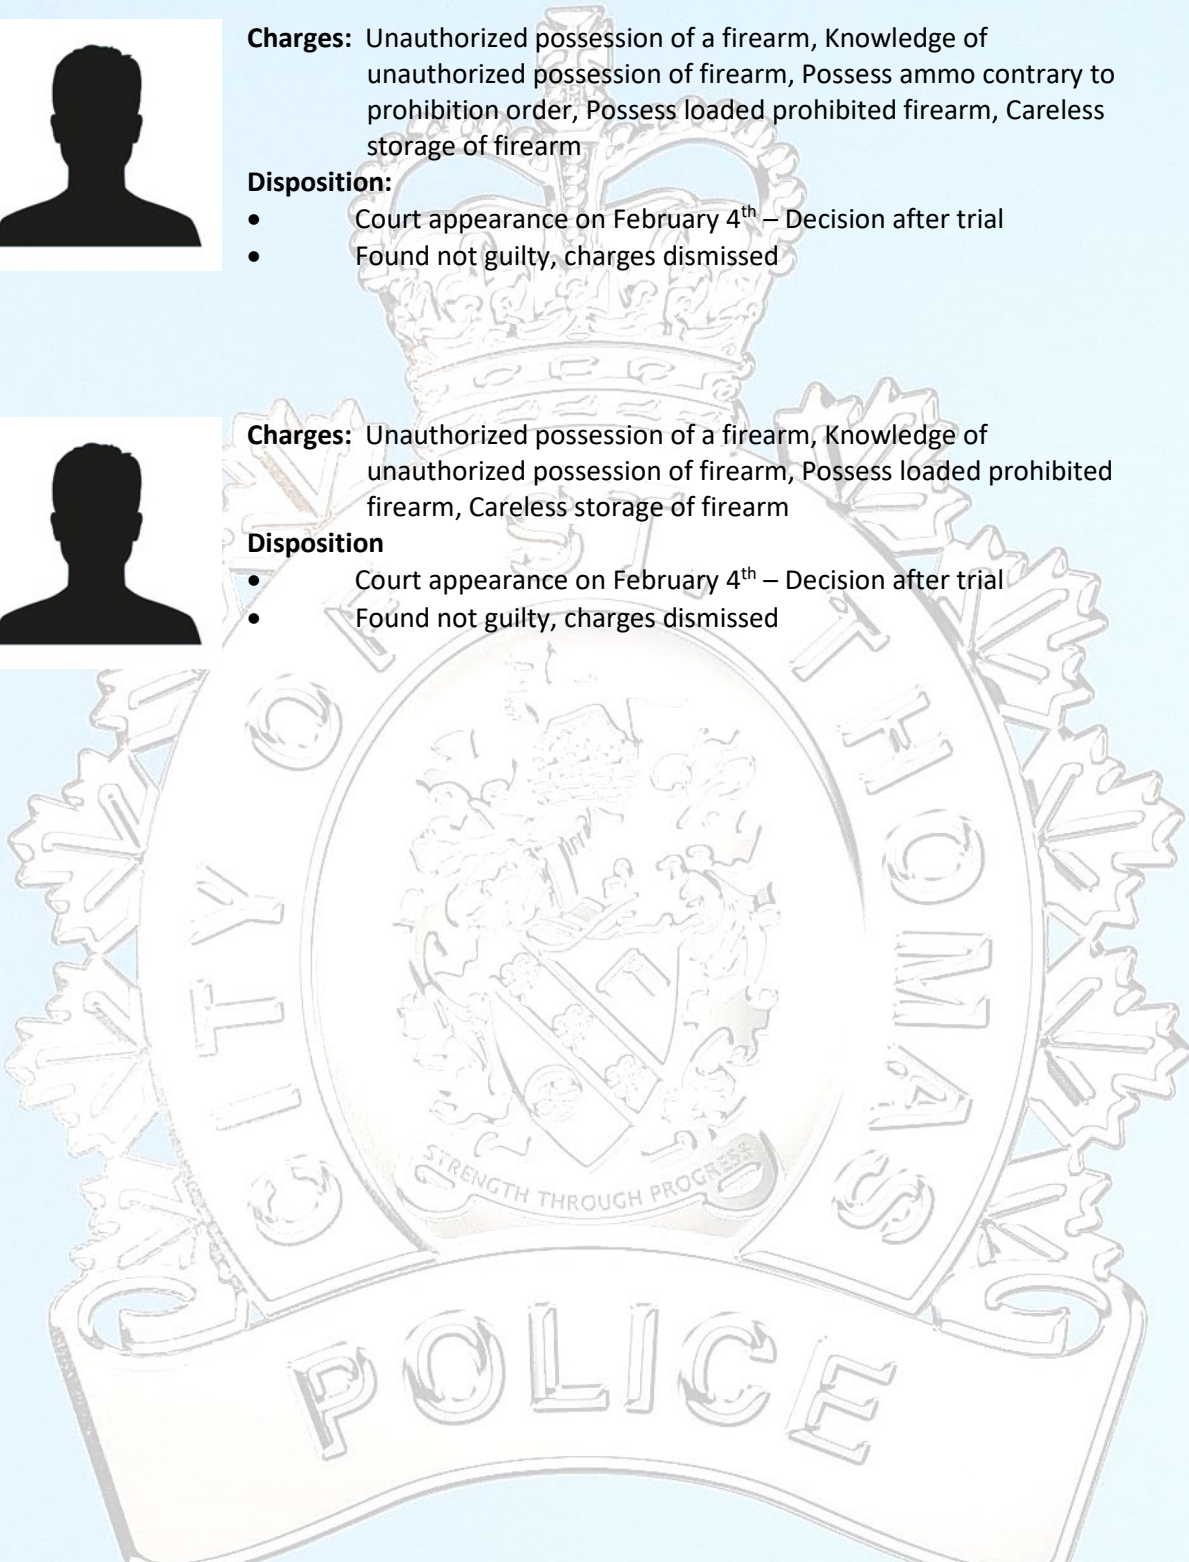 Charges: Unauthorized possession of a firearm, Knowledge of
unauthorized possession of firearm, Possess ammo contrary to
prohibition order, Possess loaded prohibited firearm, Careless
storage of firearm
Disposition:
• Court appearance on February 4th – Decision after trial
• Found not guilty, charges dismissed
Charges: Unauthorized possession of a firearm, Knowledge of
unauthorized possession of firearm, Possess loaded prohibited
firearm, Careless storage of firearm
Disposition
• Court appearance on February 4th – Decision after trial
• Found not guilty, charges dismissed
CITY OF ST. THOMAS
STRENGTH THROUGH PROGRESS
POLICE